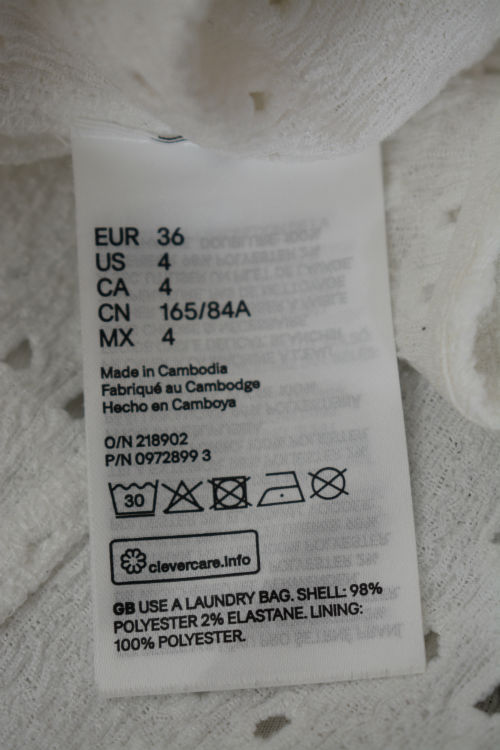 EUR 36
US 4
CA 4
CN 165/84A
MX 4
Made in Cambodia
Fabriqué au Cambodge
Hecho en Camboya
O/N 218902
P/N 0972899 3
30
clevercare.info
GB USE A LAUNDRY BAG. SHELL: 98%
POLYESTER 2% ELASTANE. LINING:
100% POLYESTER.